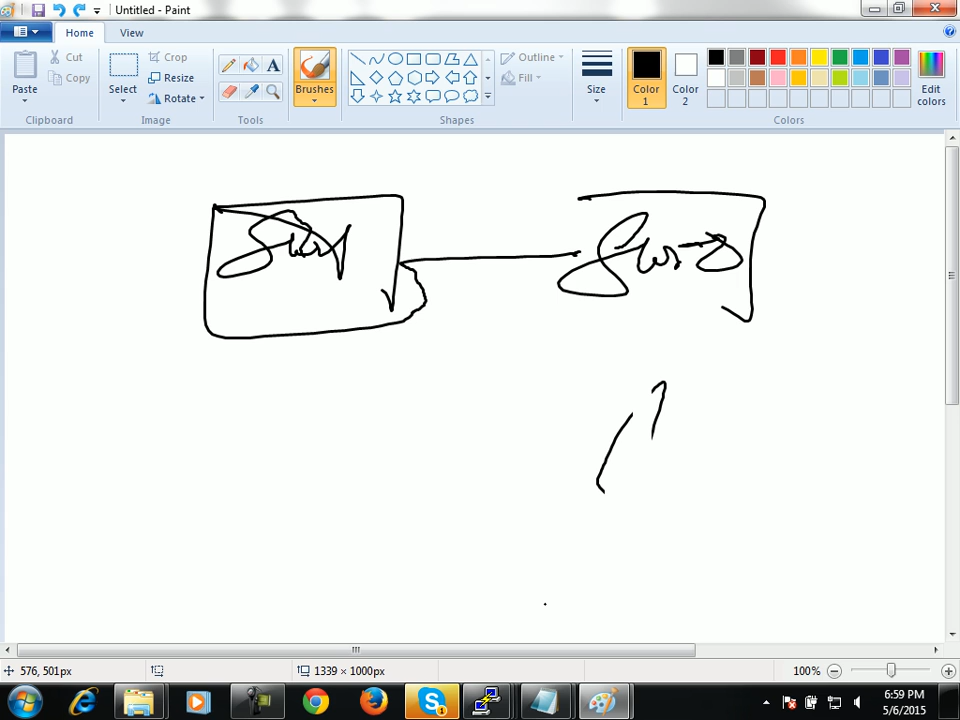 Untitled - Paint
Home View
Cut
Copy
Paste
Crop
Resize
Rotate
Select
Brushes
Outline
Fill
Size
Color 1
Color 2
Edit colors
Clipboard Image Tools Shapes Colors
576, 501px 1339 × 1000px 100%
6:59 PM
5/6/2015